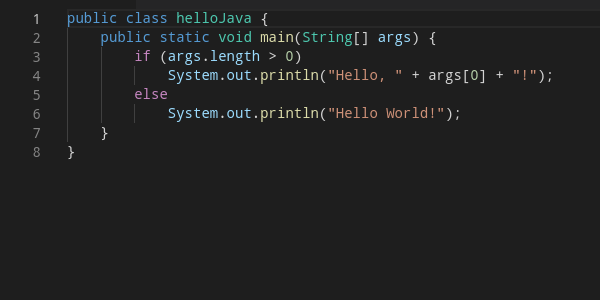 1 public class helloJava {
2     public static void main(String[] args) {
3         if (args.length > 0)
4             System.out.println("Hello, " + args[0] + "!");
5         else
6             System.out.println("Hello World!");
7     }
8 }